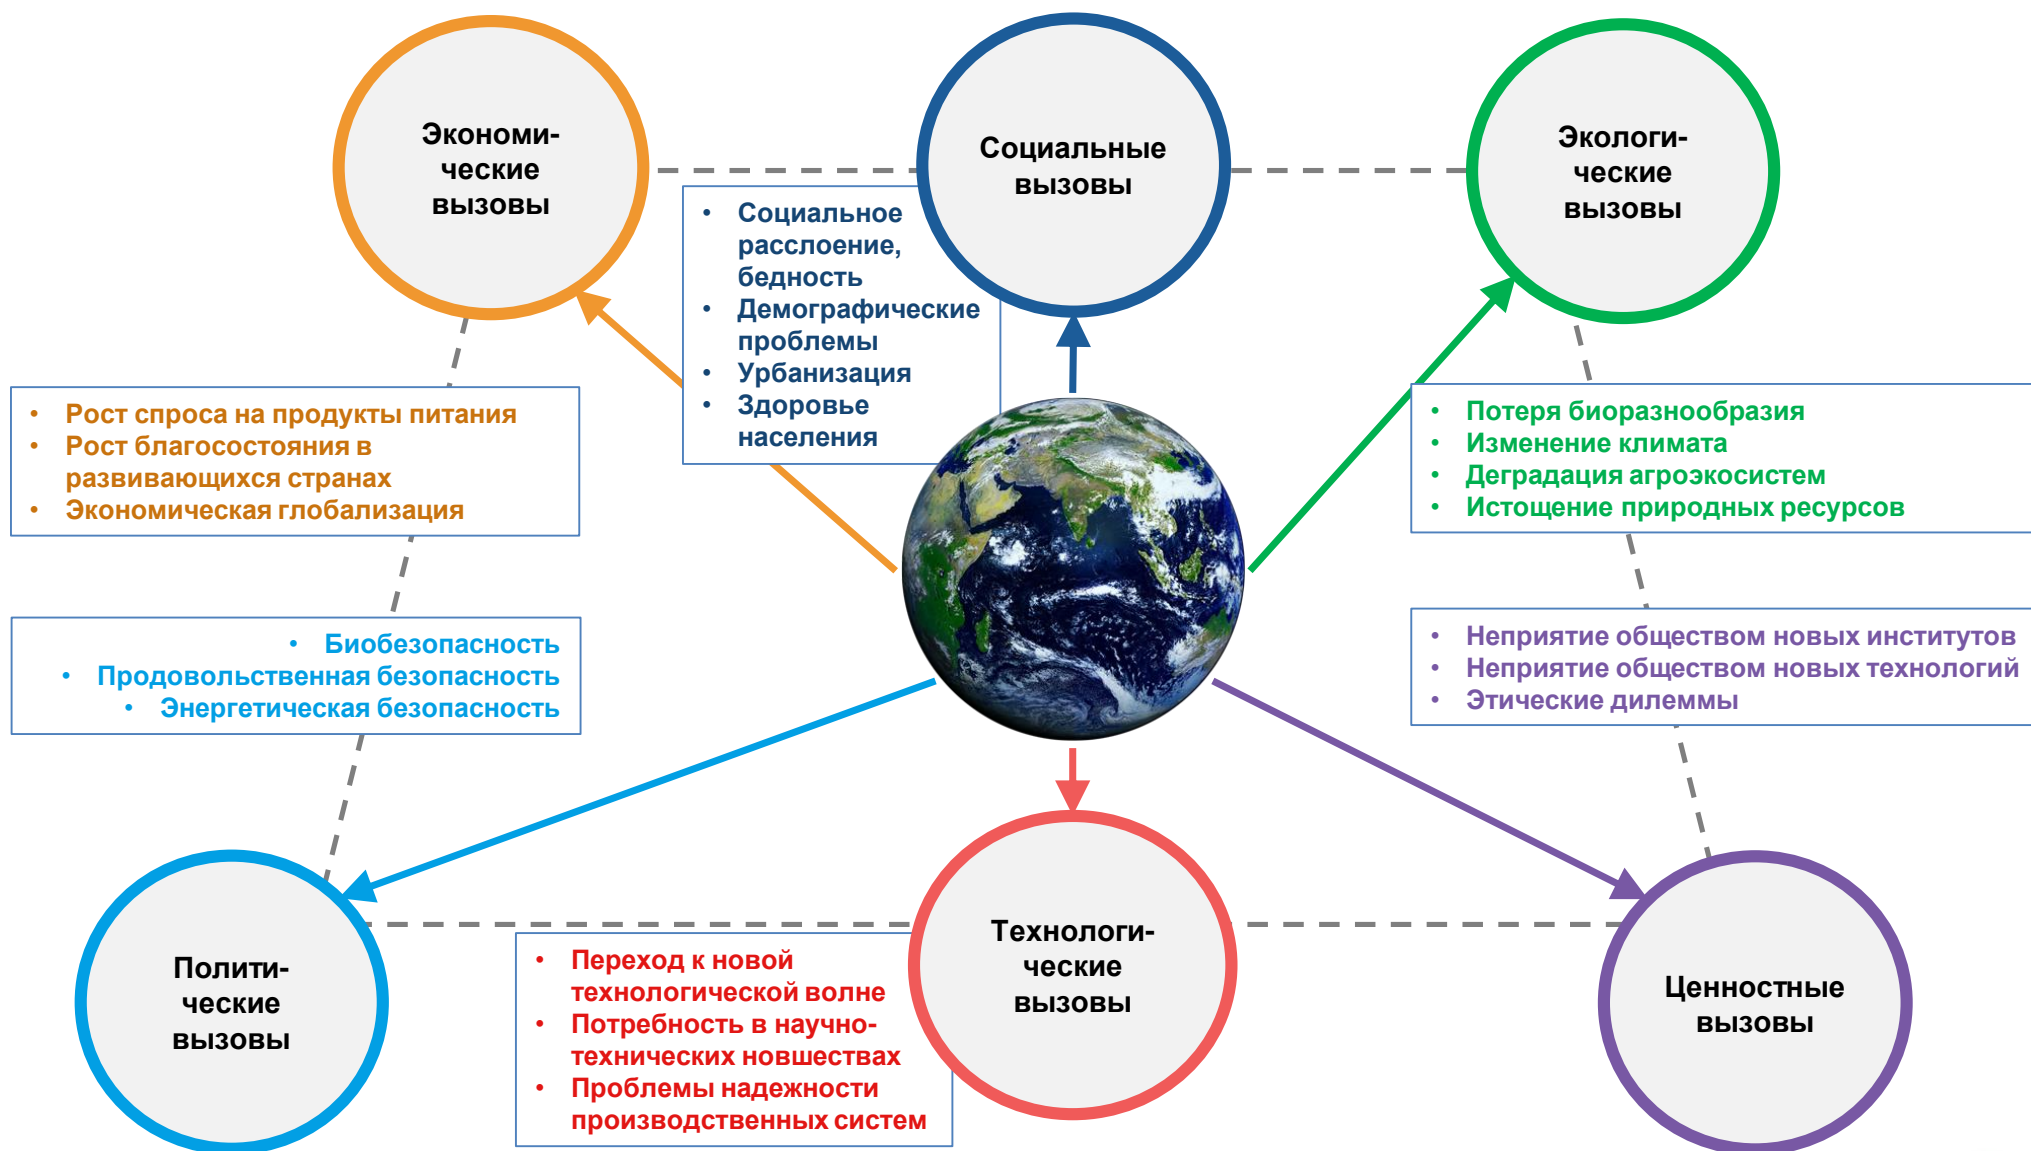 Экономи-
ческие
вызовы
Социальные
вызовы
Экологи-
ческие
вызовы
• Социальное
расслоение,
бедность
• Демографические
проблемы
• Урбанизация
• Здоровье
населения
• Рост спроса на продукты питания
• Рост благосостояния в
развивающихся странах
• Экономическая глобализация
• Потеря биоразнообразия
• Изменение климата
• Деградация агроэкосистем
• Истощение природных ресурсов
• Биобезопасность
• Продовольственная безопасность
• Энергетическая безопасность
• Неприятие обществом новых институтов
• Неприятие обществом новых технологий
• Этические дилеммы
Полити-
ческие
вызовы
• Переход к новой
технологической волне
• Потребность в научно-
технических новшествах
• Проблемы надежности
производственных систем
Технологи-
ческие
вызовы
Ценностные
вызовы